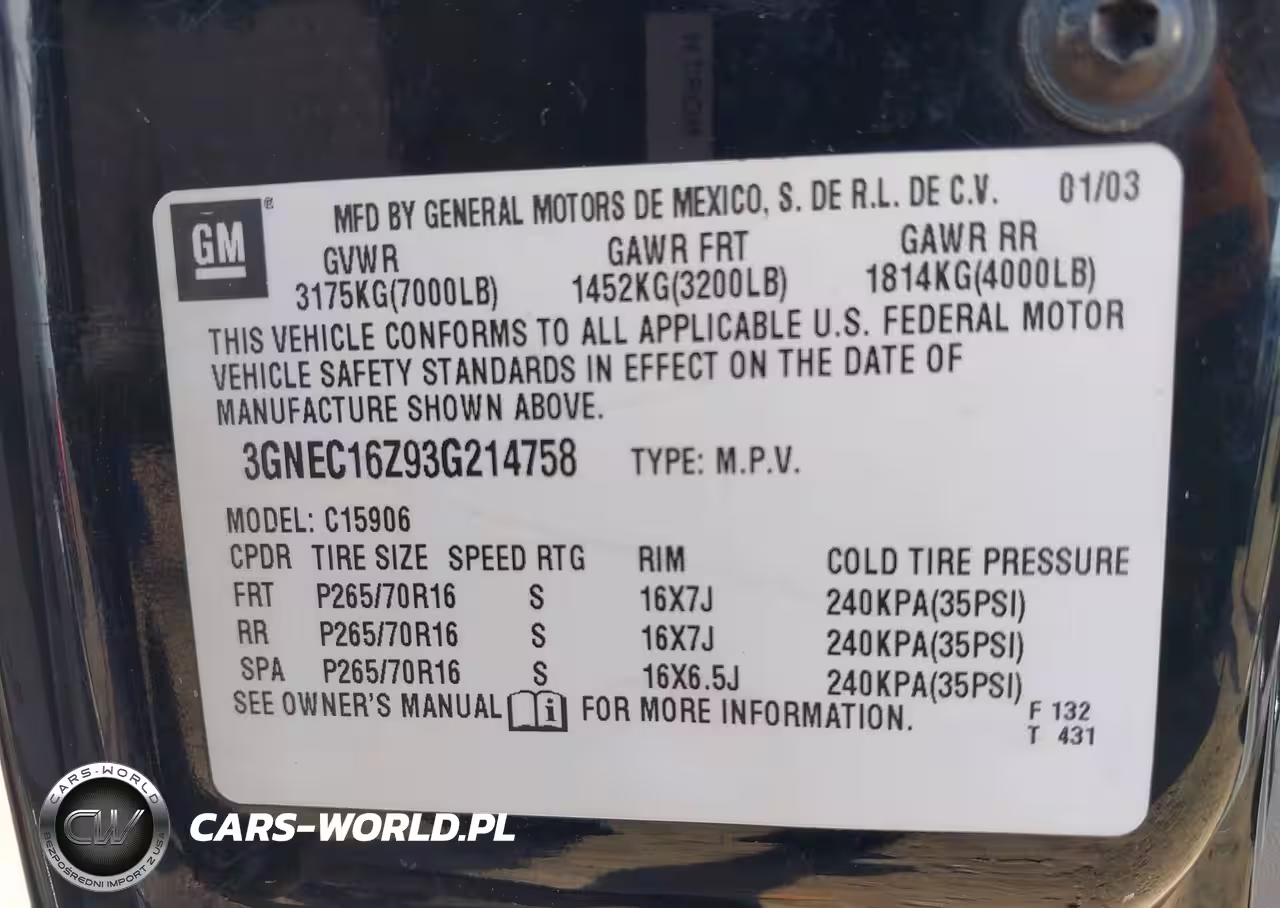 GM ® MFD BY GENERAL MOTORS DE MEXICO, S. DE R.L. DE C.V. 01/03
GVWR GAWR FRT GAWR RR
3175KG(7000LB) 1452KG(3200LB) 1814KG(4000LB)
THIS VEHICLE CONFORMS TO ALL APPLICABLE U.S. FEDERAL MOTOR
VEHICLE SAFETY STANDARDS IN EFFECT ON THE DATE OF
MANUFACTURE SHOWN ABOVE.
3GNEC16Z93G214758 TYPE: M.P.V.
MODEL: C15906
CPDR TIRE SIZE SPEED RTG RIM COLD TIRE PRESSURE
FRT P265/70R16 S 16X7J 240KPA(35PSI)
RR P265/70R16 S 16X7J 240KPA(35PSI)
SPA P265/70R16 S 16X6.5J 240KPA(35PSI)
SEE OWNER'S MANUAL i FOR MORE INFORMATION.
F 132
T 431
CARS-WORLD
CW
BEZPOŚREDNI IMPORT Z USA
CARS-WORLD.PL